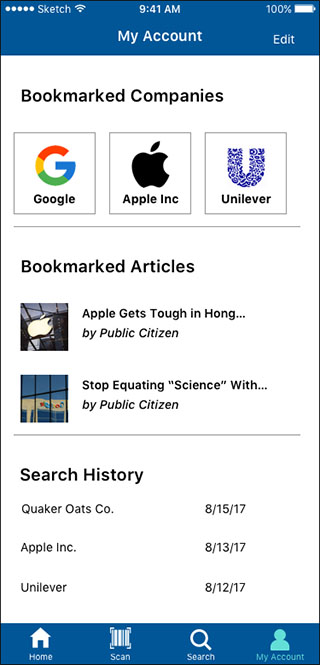 Sketch 9:41 AM 100%
My Account
Edit
Bookmarked Companies
Google Apple Inc Unilever
Bookmarked Articles
Apple Gets Tough in Hong...
by Public Citizen
Stop Equating “Science” With...
by Public Citizen
Search History
Quaker Oats Co. 8/15/17
Apple Inc. 8/13/17
Unilever 8/12/17
Home Scan Search My Account